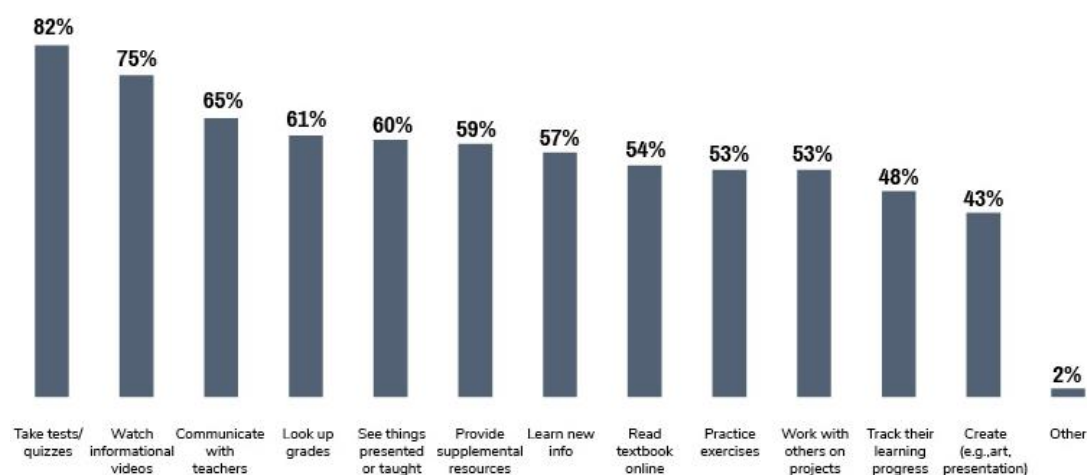 82%
75%
65%
61%
60%
59%
57%
54%
53%
53%
48%
43%
2%
Take tests/
quizzes
Watch
informational
videos
Communicate
with
teachers
Look up
grades
See things
presented
or taught
Provide
supplemental
resources
Learn new
info
Read
textbook
online
Practice
exercises
Work with
others on
projects
Track their
learning
progress
Create
(e.g.,art,
presentation)
Other